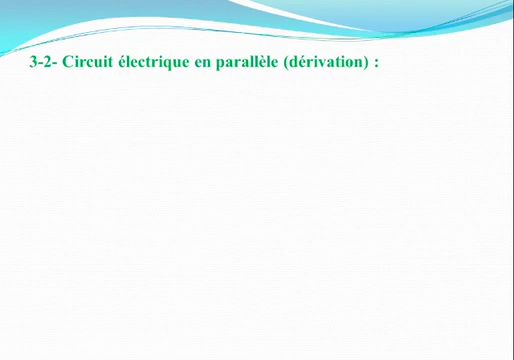 3-2- Circuit électrique en parallèle (dérivation) :